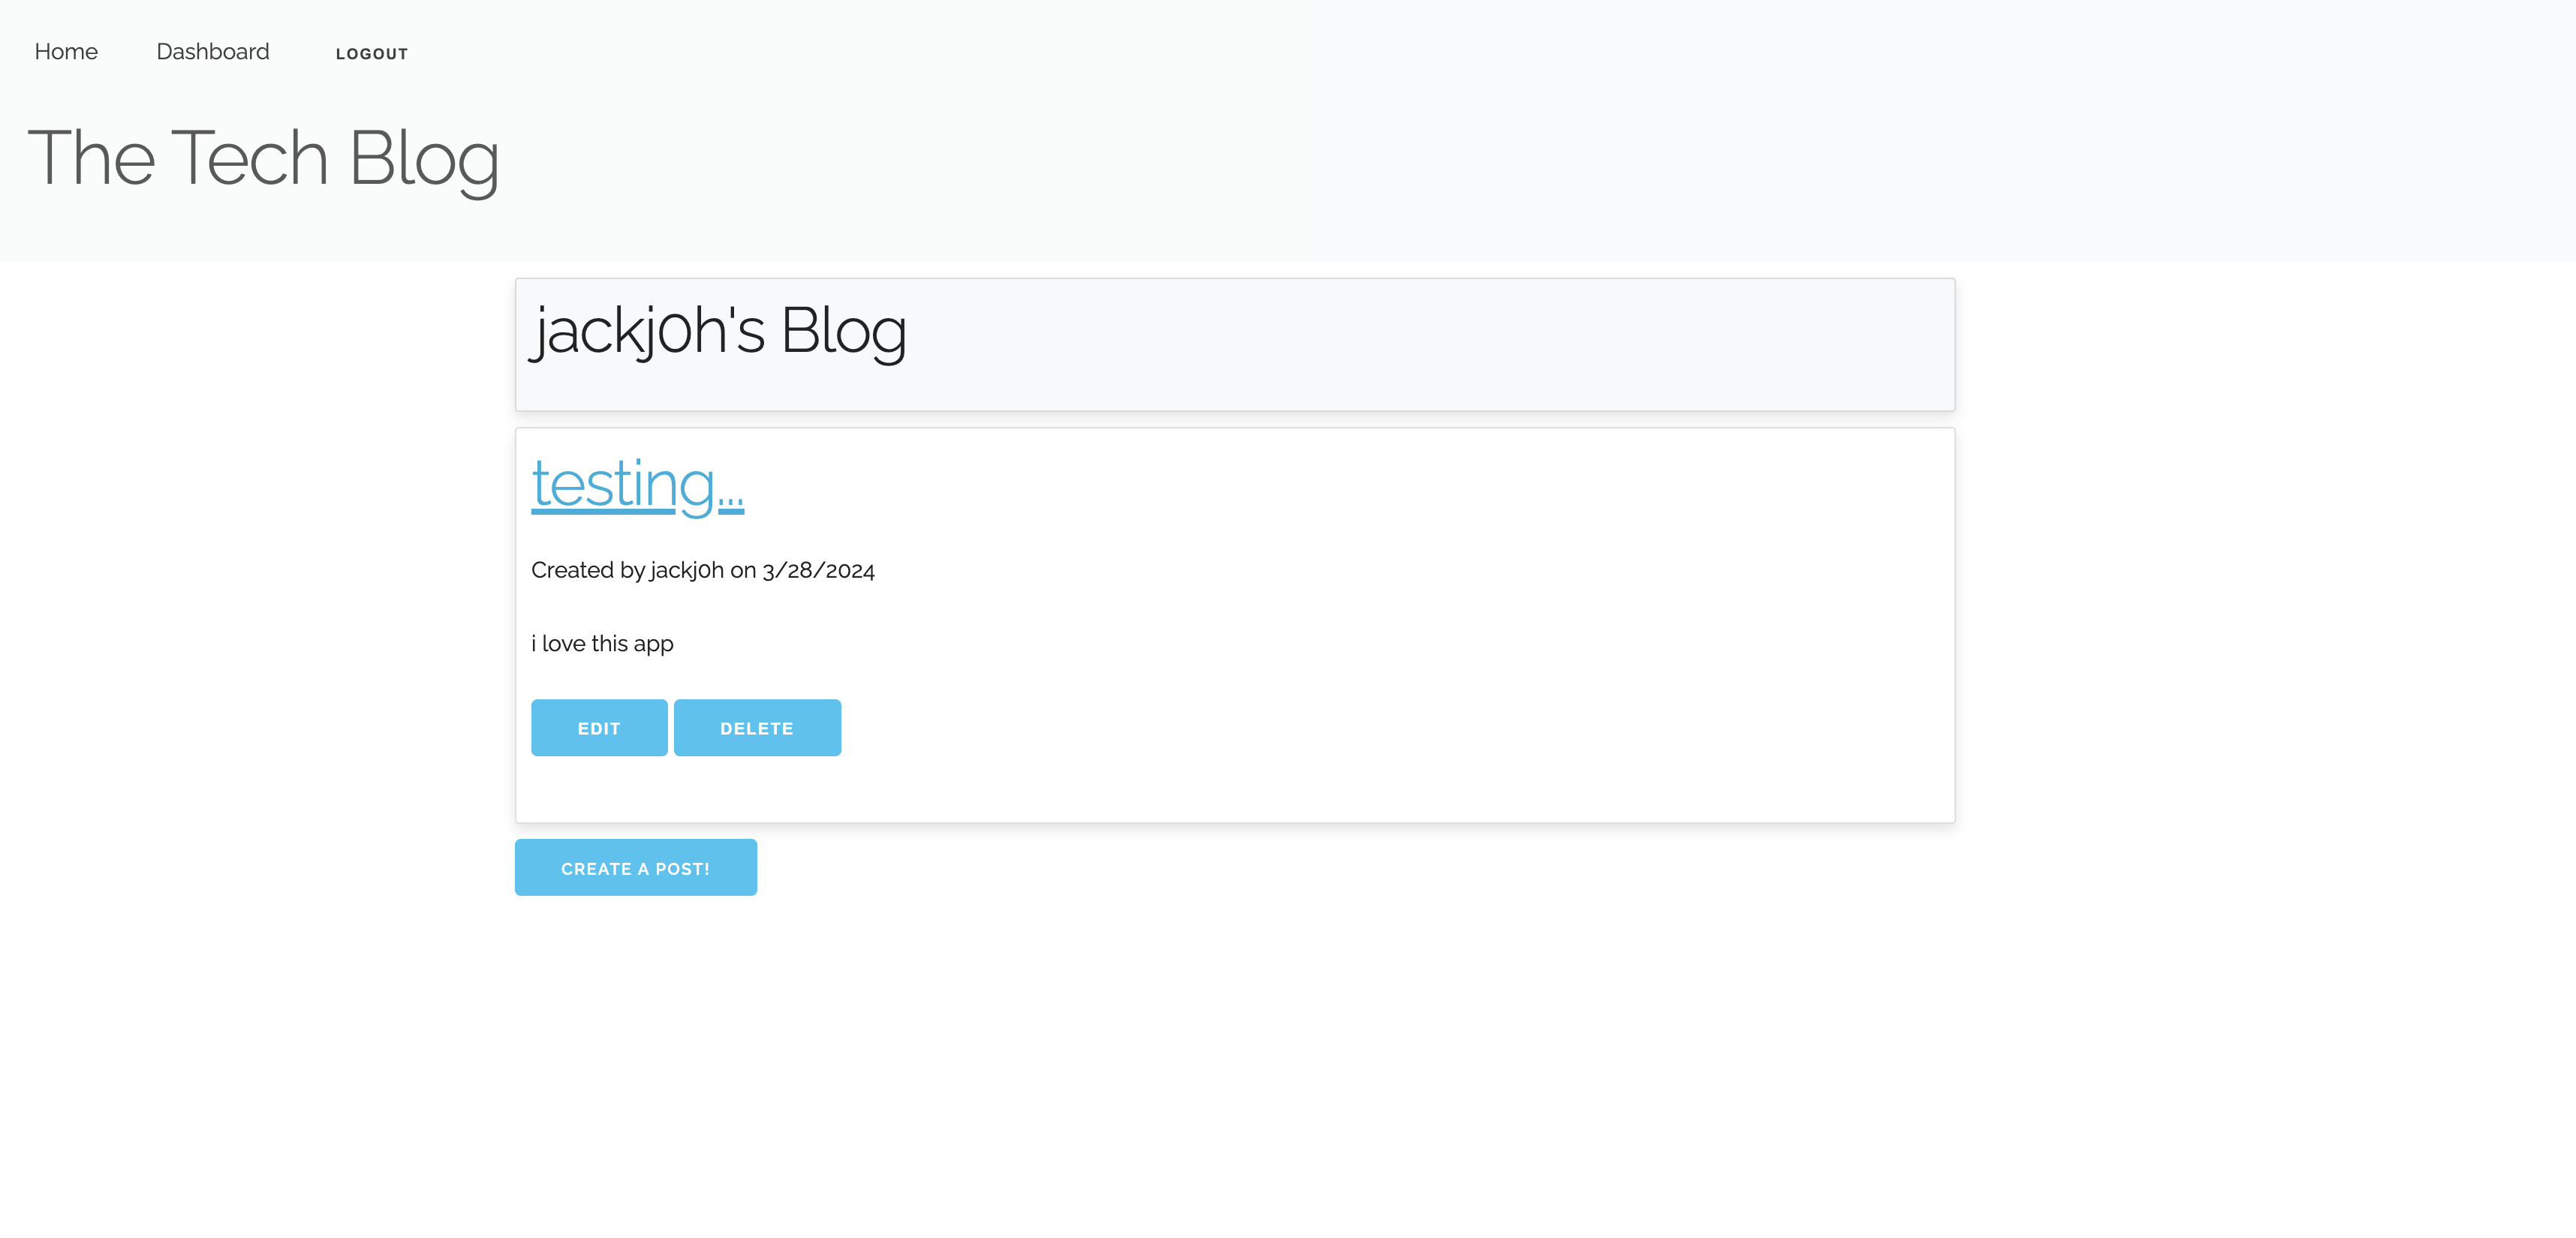 Home Dashboard LOGOUT
The Tech Blog
jackj0h's Blog
testing...
Created by jackj0h on 3/28/2024
i love this app
EDIT DELETE
CREATE A POST!